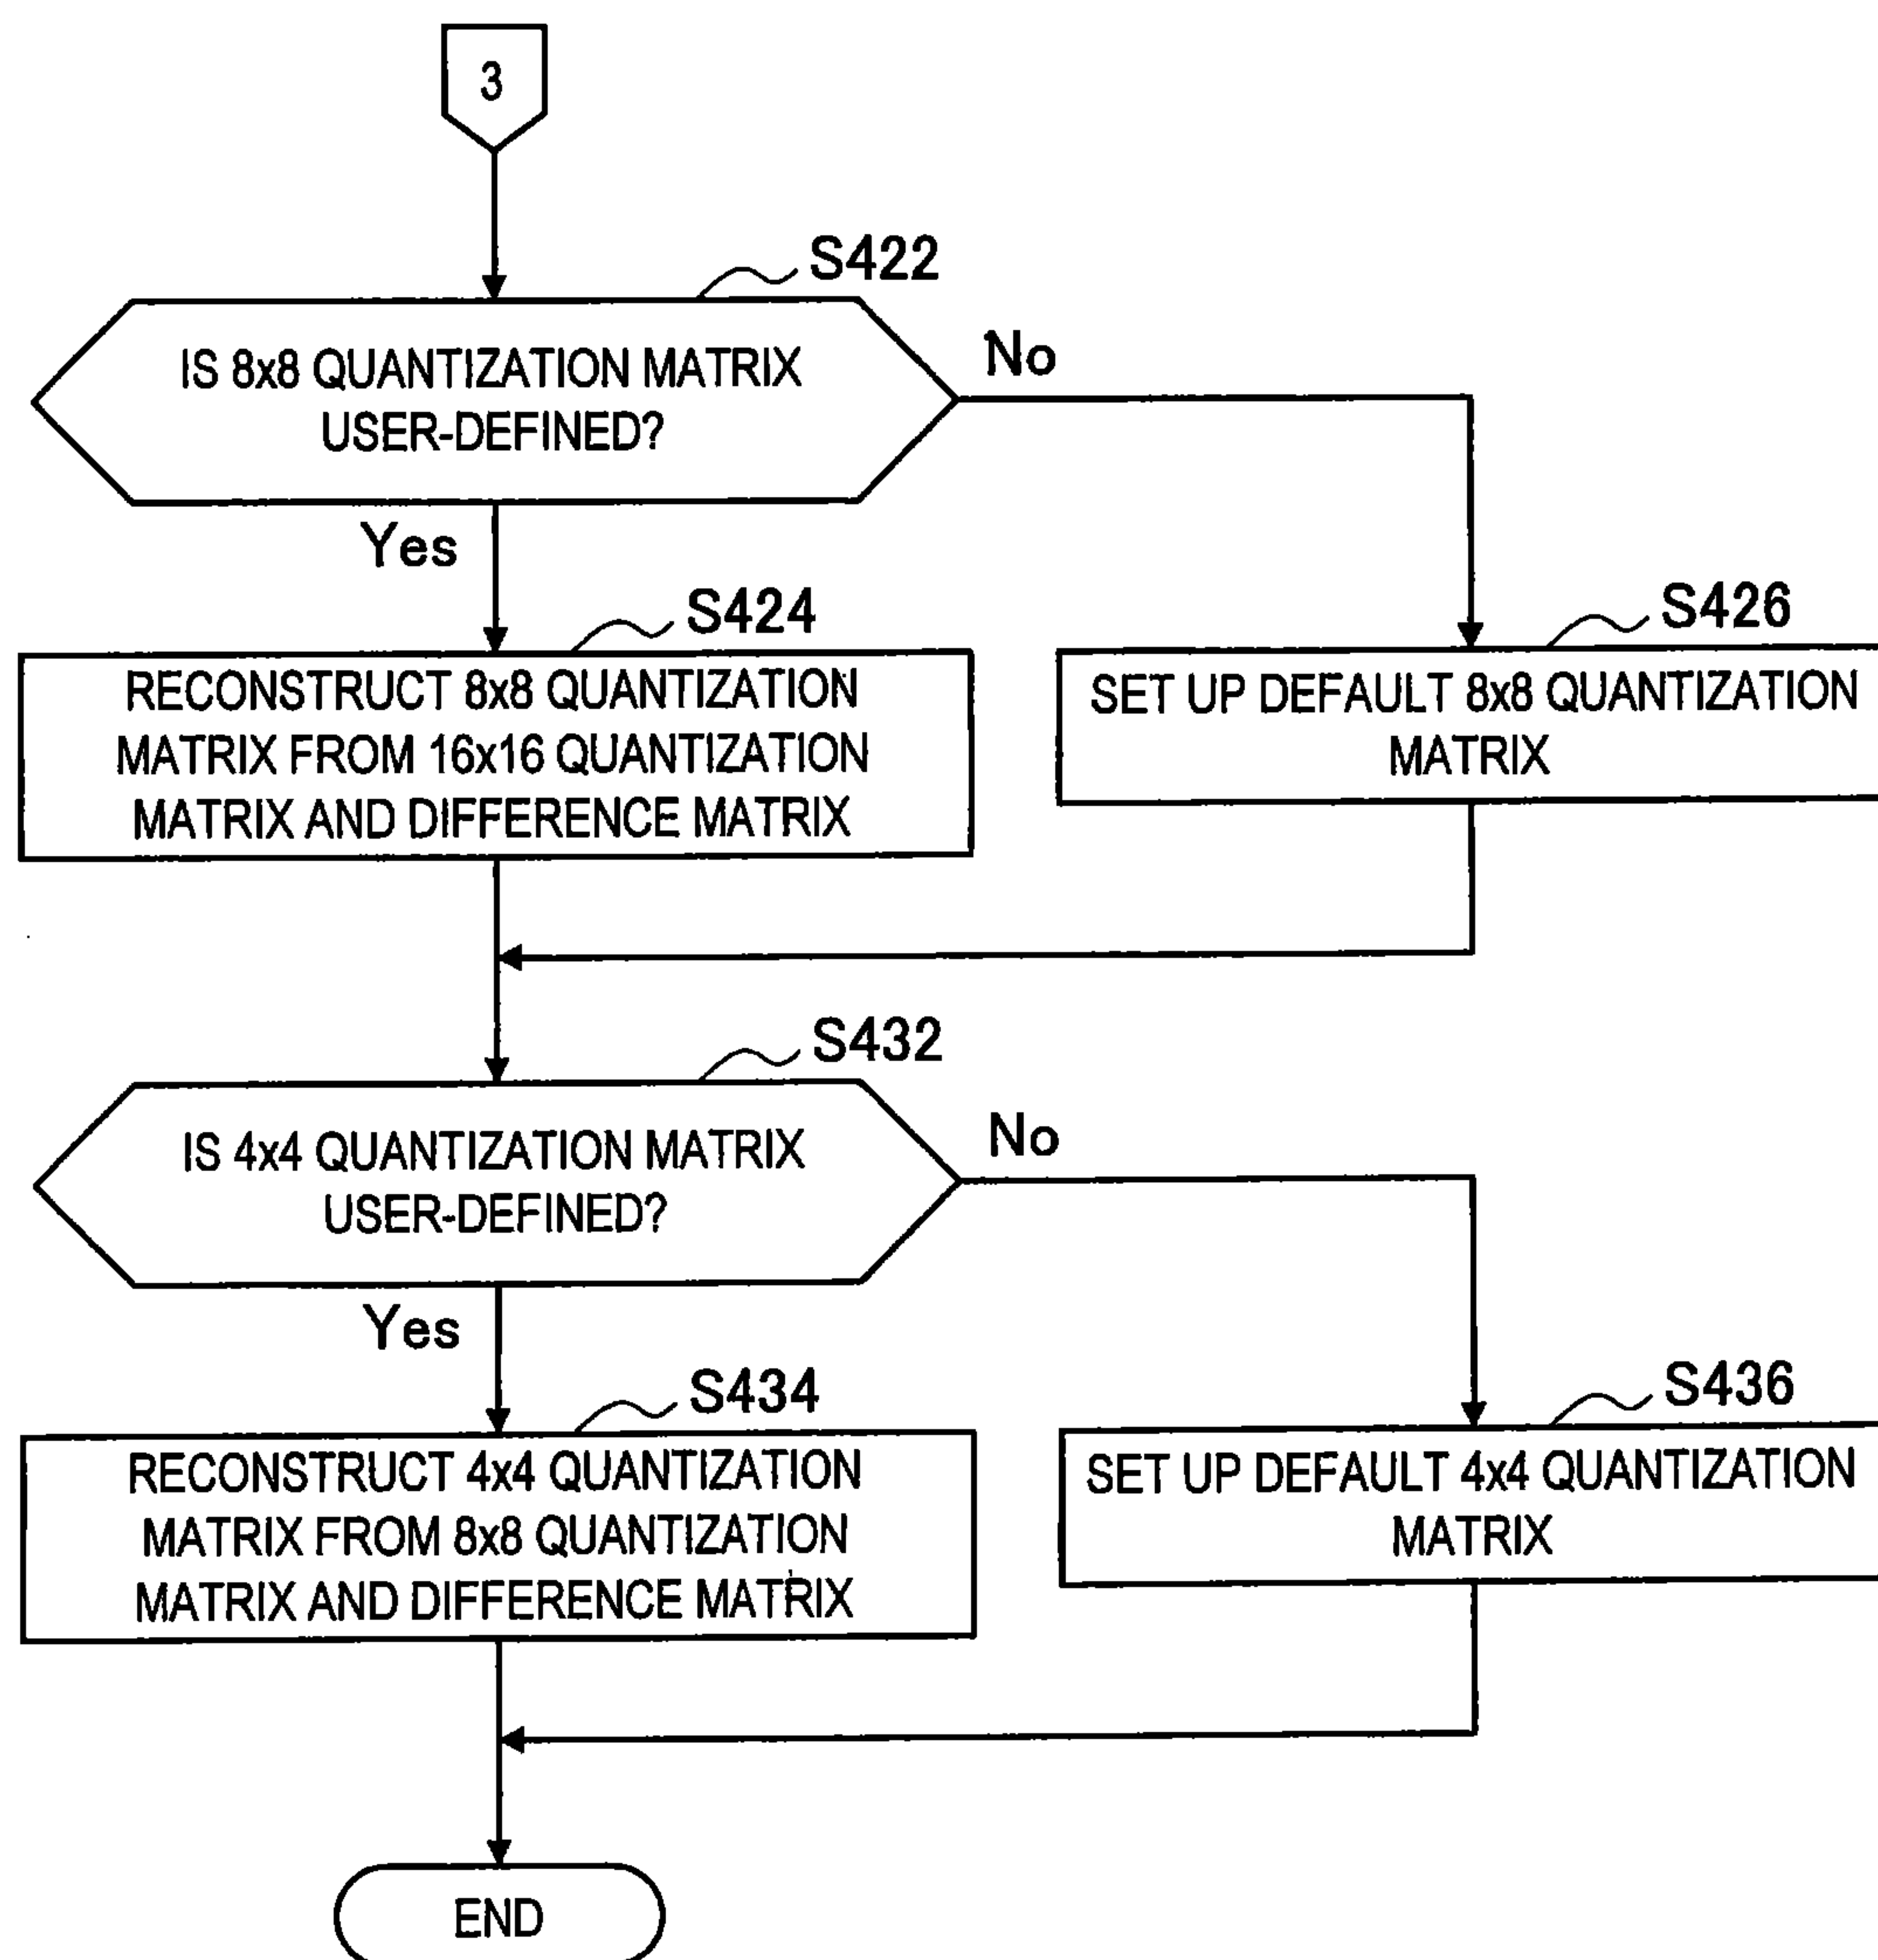 3
S422
IS 8x8 QUANTIZATION MATRIX
USER-DEFINED?
No
Yes
S424
RECONSTRUCT 8x8 QUANTIZATION
MATRIX FROM 16x16 QUANTIZATION
MATRIX AND DIFFERENCE MATRIX
S426
SET UP DEFAULT 8x8 QUANTIZATION
MATRIX
S432
IS 4x4 QUANTIZATION MATRIX
USER-DEFINED?
No
Yes
S434
RECONSTRUCT 4x4 QUANTIZATION
MATRIX FROM 8x8 QUANTIZATION
MATRIX AND DIFFERENCE MATRIX
S436
SET UP DEFAULT 4x4 QUANTIZATION
MATRIX
END